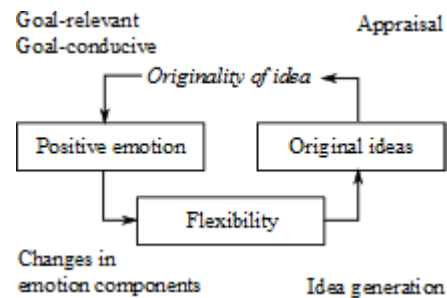 Goal-relevant
Goal-conducive
Appraisal
Originality of idea
Positive emotion
Original ideas
Flexibility
Changes in
emotion components
Idea generation